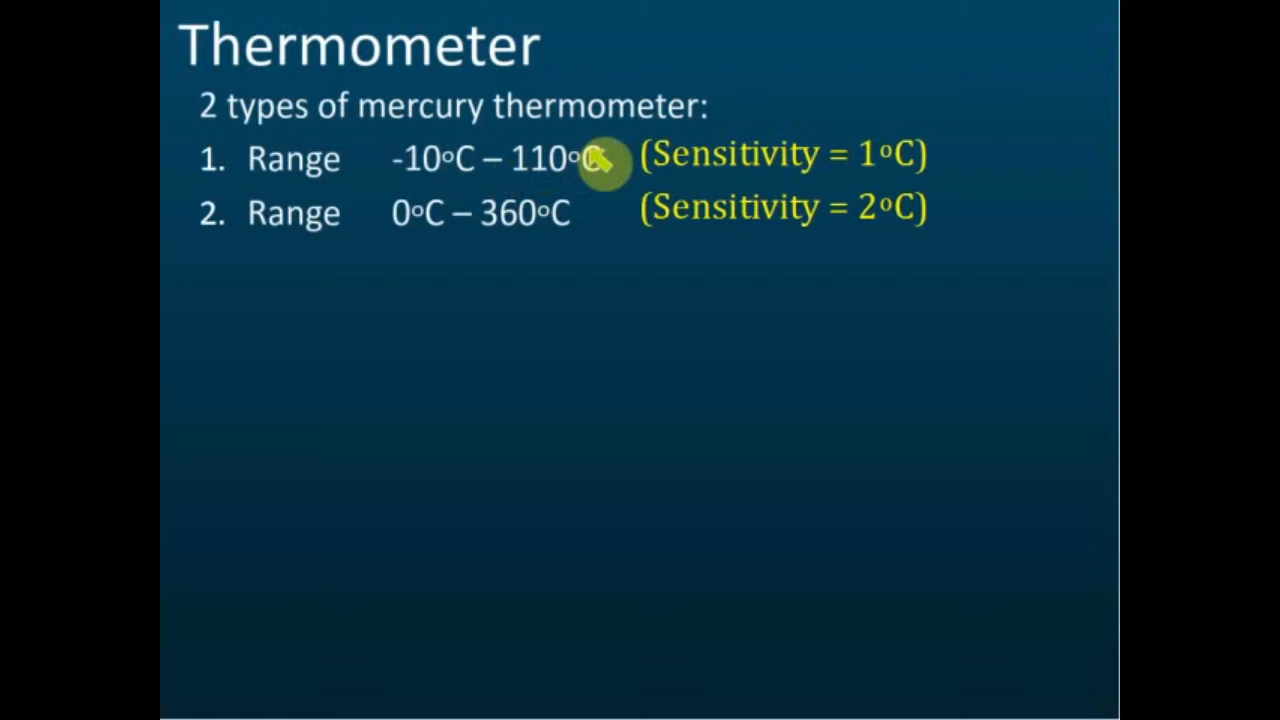 Thermometer
2 types of mercury thermometer:
1. Range -10°C – 110°C (Sensitivity = 1°C)
2. Range 0°C – 360°C (Sensitivity = 2°C)